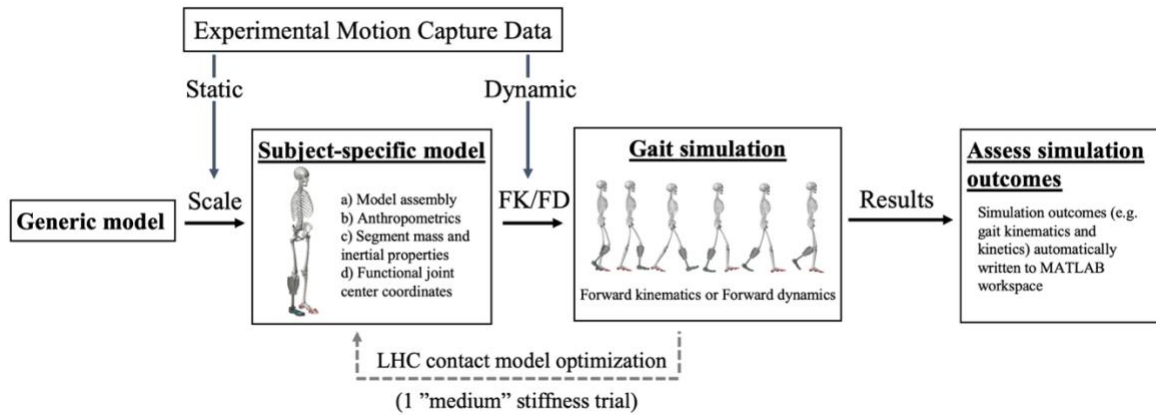 Experimental Motion Capture Data
Static
Dynamic
Generic model
Scale
Subject-specific model
a) Model assembly
b) Anthropometrics
c) Segment mass and
inertial properties
d) Functional joint
center coordinates
FK/FD
Gait simulation
Forward kinematics or Forward dynamics
Results
Assess simulation
outcomes
Simulation outcomes (e.g.
gait kinematics and
kinetics) automatically
written to MATLAB
workspace
LHC contact model optimization
(1 ”medium” stiffness trial)